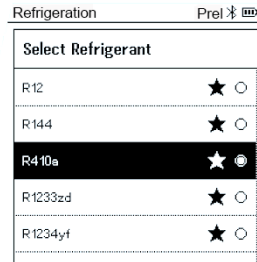 Refrigeration Prel
Select Refrigerant
R12
R144
R410a
R1233zd
R1234yf